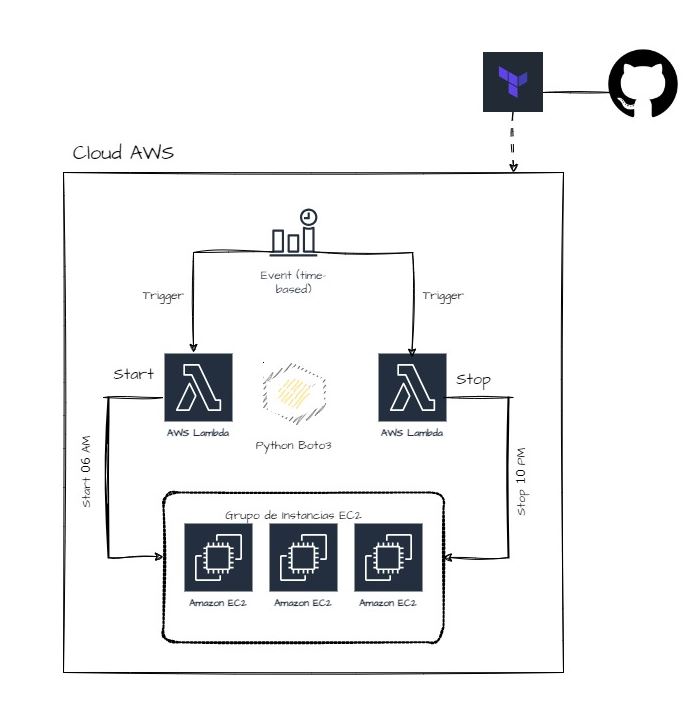 Cloud AWS
Event (time-
based)
Trigger
Trigger
Start
Stop
AWS Lambda
AWS Lambda
Python Boto3
Start 06 AM
Stop 10 PM
Grupo de Instancias EC2
Amazon EC2
Amazon EC2
Amazon EC2